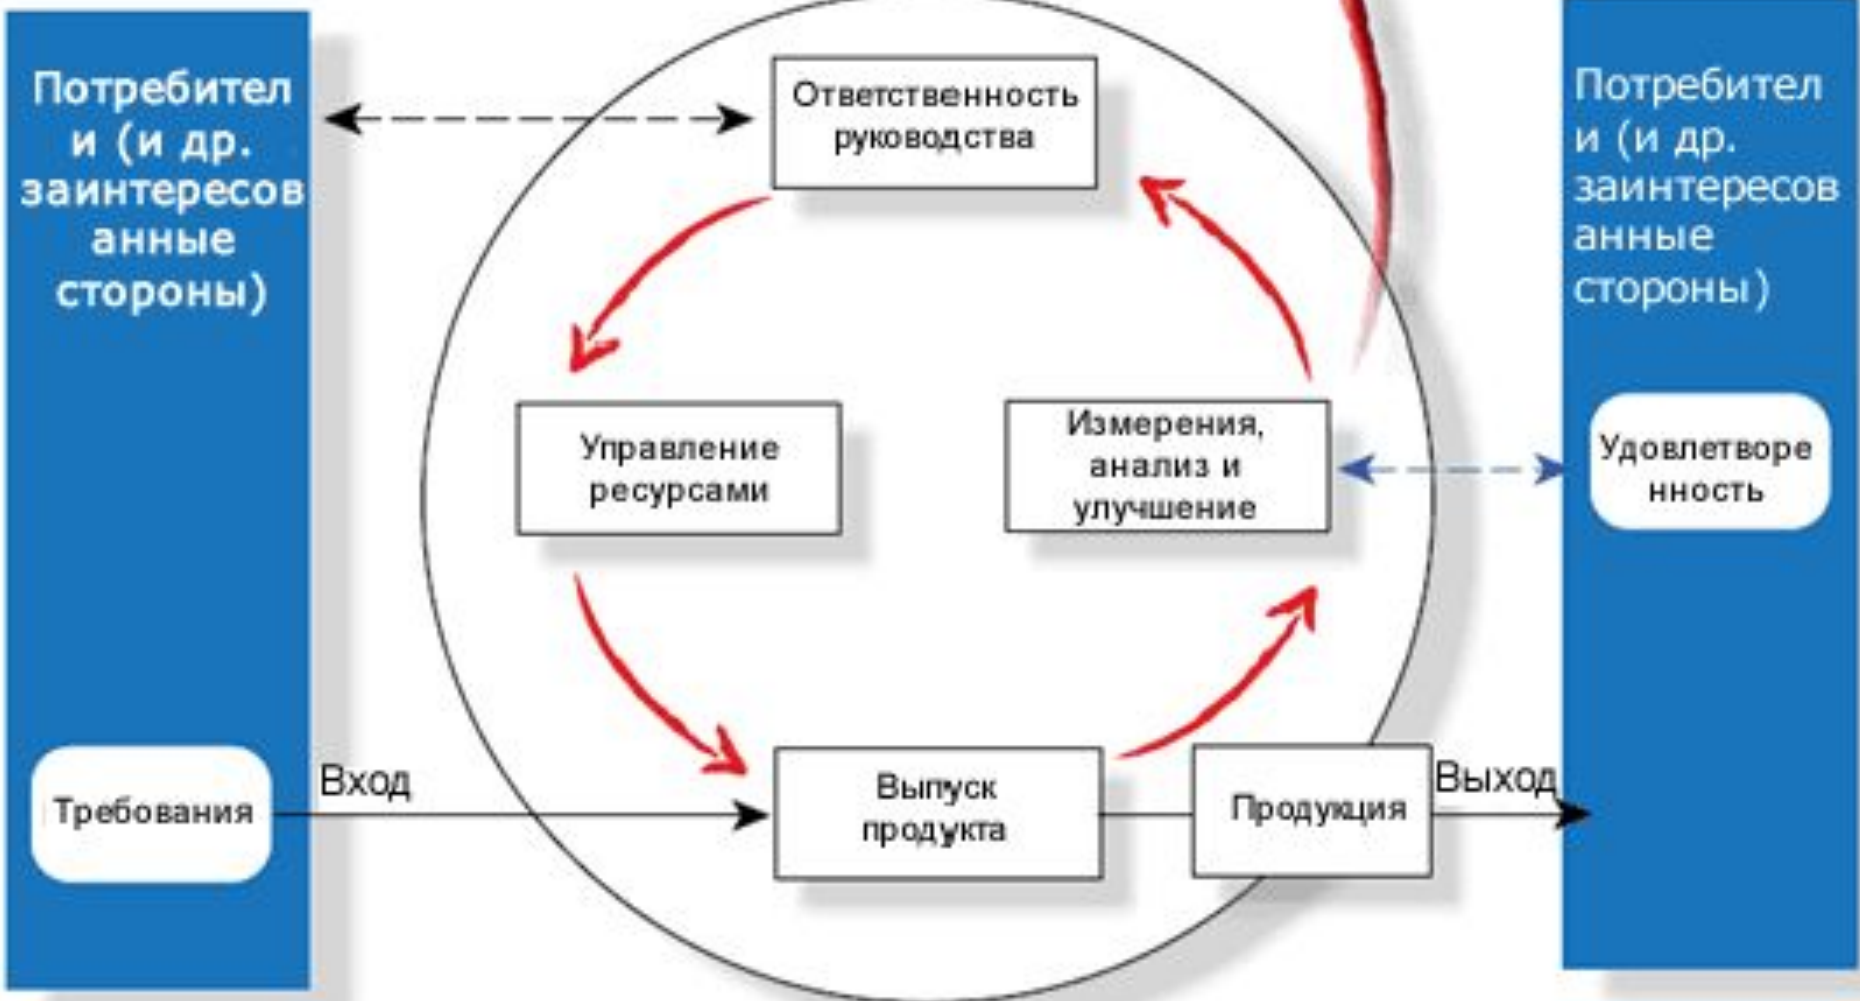 Потребител
и (и др.
заинтересов
анные
стороны)
Ответственность
руководства
Потребител
и (и др.
заинтересов
анные
стороны)
Управление
ресурсами
Измерения,
анализ и
улучшение
Удовлетворе
нность
Требования
Вход
Выпуск
продукта
Продукция
Выход